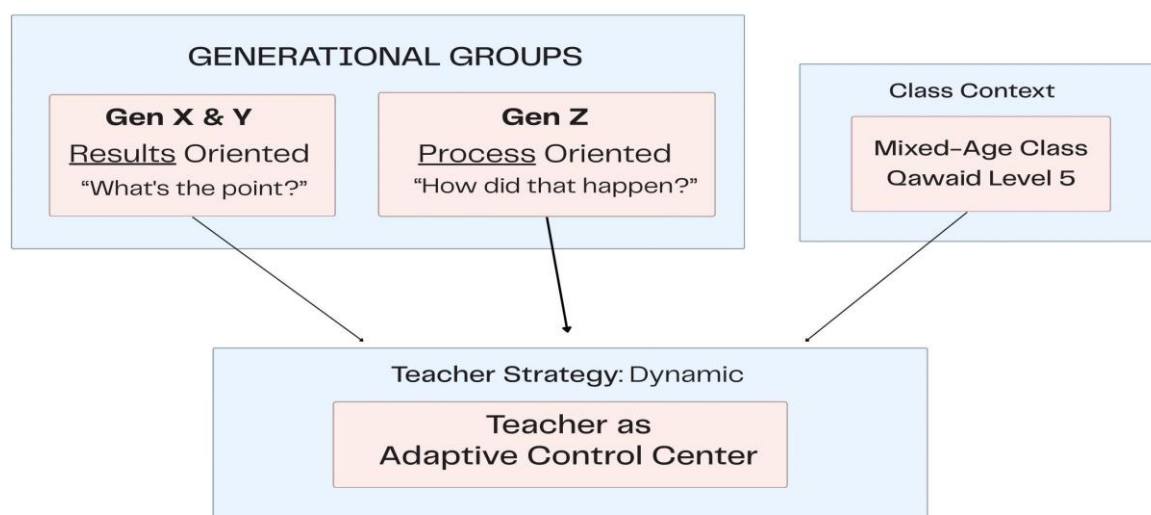 GENERATIONAL GROUPS
Gen X & Y
Results Oriented
“What's the point?”
Gen Z
Process Oriented
“How did that happen?”
Class Context
Mixed-Age Class
Qawaid Level 5
Teacher Strategy: Dynamic
Teacher as
Adaptive Control Center